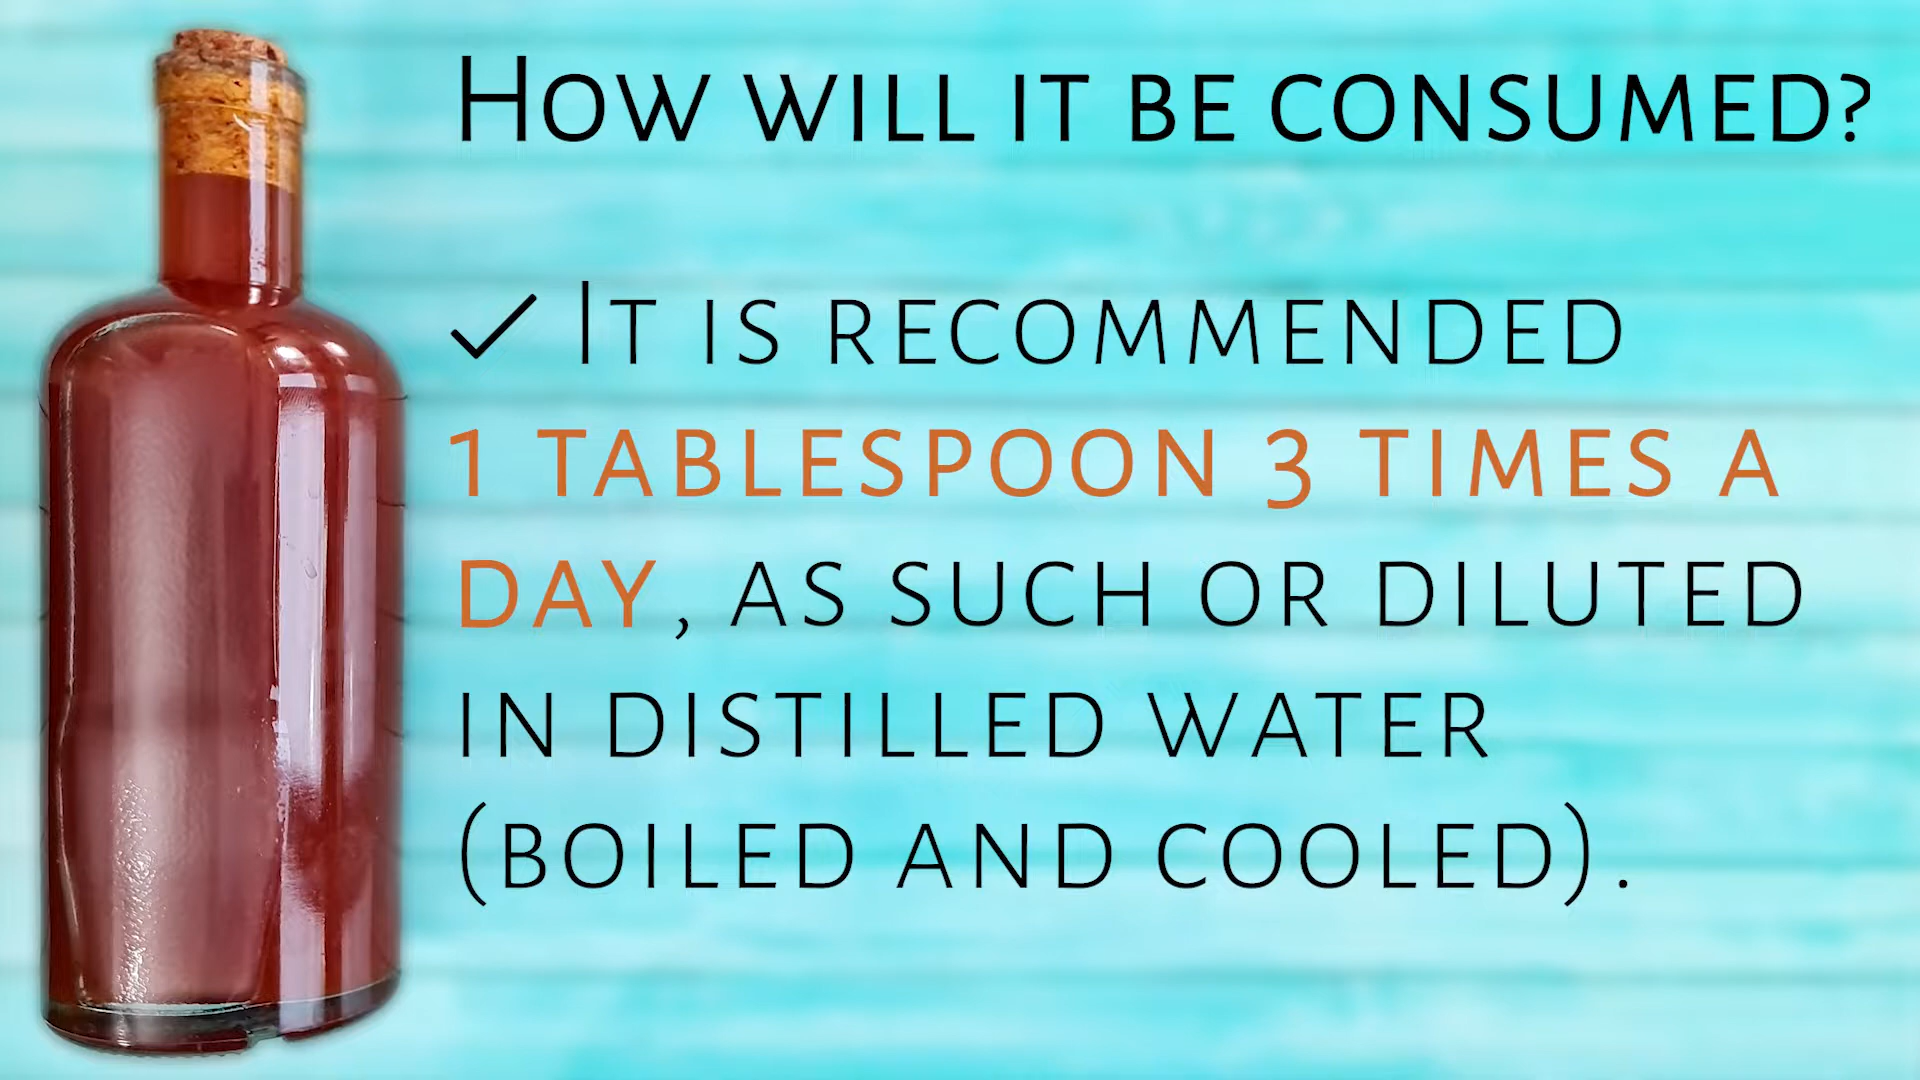 How will it be consumed?
✓ It is recommended
1 tablespoon 3 times a
day, as such or diluted
in distilled water
(boiled and cooled).